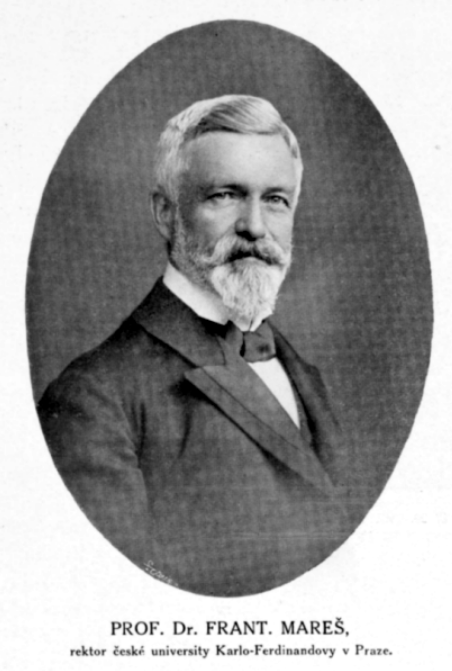 PROF. Dr. FRANT. MAREŠ,
rektor české university Karlo-Ferdinandovy v Praze.